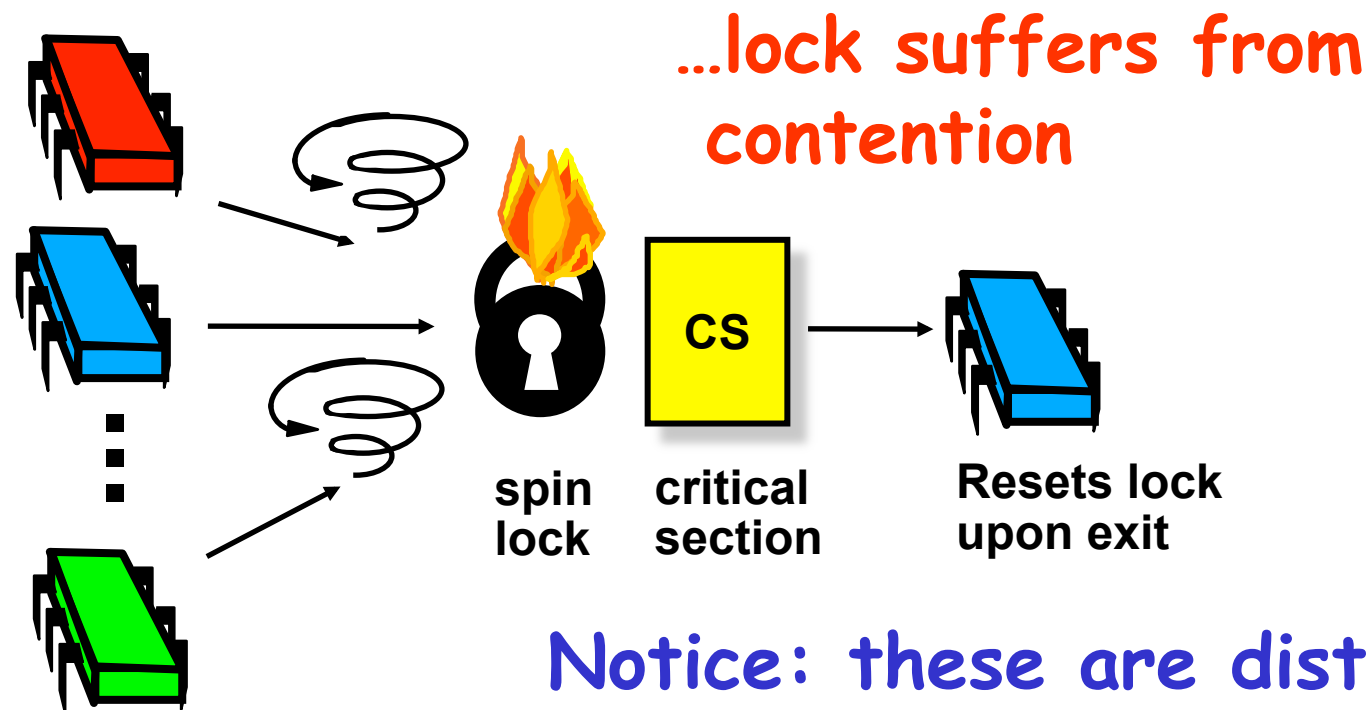 …lock suffers from
contention
CS
spin
lock
critical
section
Resets lock
upon exit
Notice: these are dist